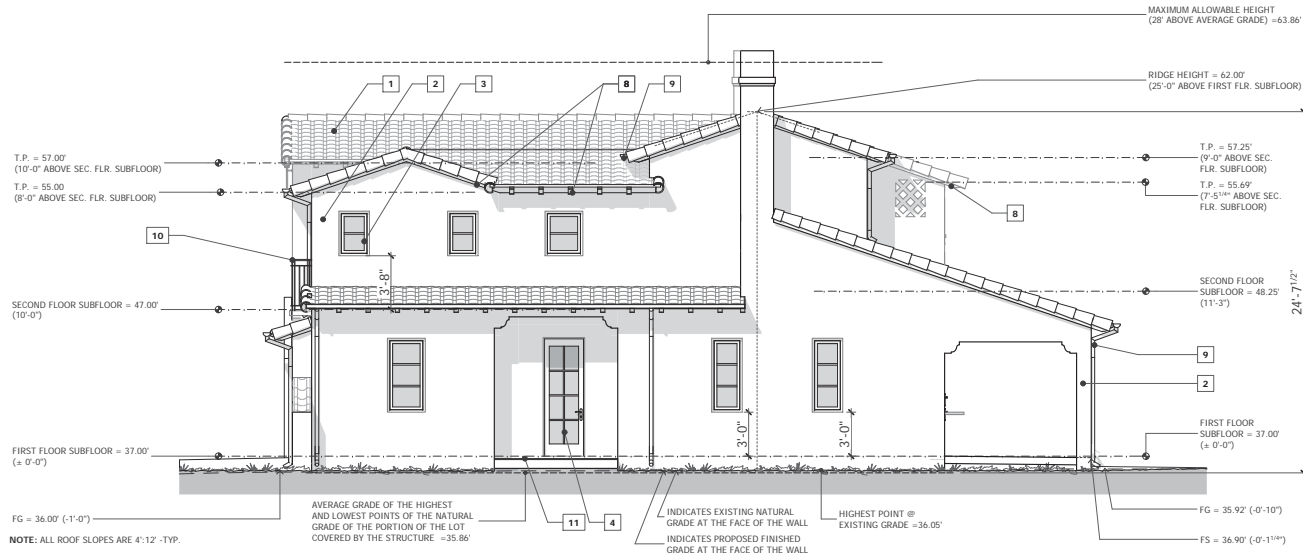 MAXIMUM ALLOWABLE HEIGHT
(28' ABOVE AVERAGE GRADE) =63.86'
RIDGE HEIGHT = 62.00'
(25'-0" ABOVE FIRST FLR. SUBFLOOR)
1
2
3
8
9
T.P. = 57.00'
(10'-0" ABOVE SEC. FLR. SUBFLOOR)
T.P. = 55.00
(8'-0" ABOVE SEC. FLR. SUBFLOOR)
T.P. = 57.25'
(9'-0" ABOVE SEC.
FLR. SUBFLOOR)
T.P. = 55.69'
(7'-5 1/4" ABOVE SEC.
FLR. SUBFLOOR)
8
10
3'-8"
SECOND FLOOR SUBFLOOR = 47.00'
(10'-0")
SECOND FLOOR
SUBFLOOR = 48.25'
(11'-3")
24'-7 1/2"
9
2
3'-0"
3'-0"
FIRST FLOOR SUBFLOOR = 37.00'
(± 0'-0")
FIRST FLOOR
SUBFLOOR = 37.00'
(± 0'-0")
FG = 36.00' (-1'-0")
NOTE: ALL ROOF SLOPES ARE 4':12' -TYP.
AVERAGE GRADE OF THE HIGHEST
AND LOWEST POINTS OF THE NATURAL
GRADE OF THE PORTION OF THE LOT
COVERED BY THE STRUCTURE =35.86'
11
4
INDICATES EXISTING NATURAL
GRADE AT THE FACE OF THE WALL
INDICATES PROPOSED FINISHED
GRADE AT THE FACE OF THE WALL
HIGHEST POINT @
EXISTING GRADE =36.05'
FG = 35.92' (-0'-10")
FS = 36.90' (-0'-1 1/4")